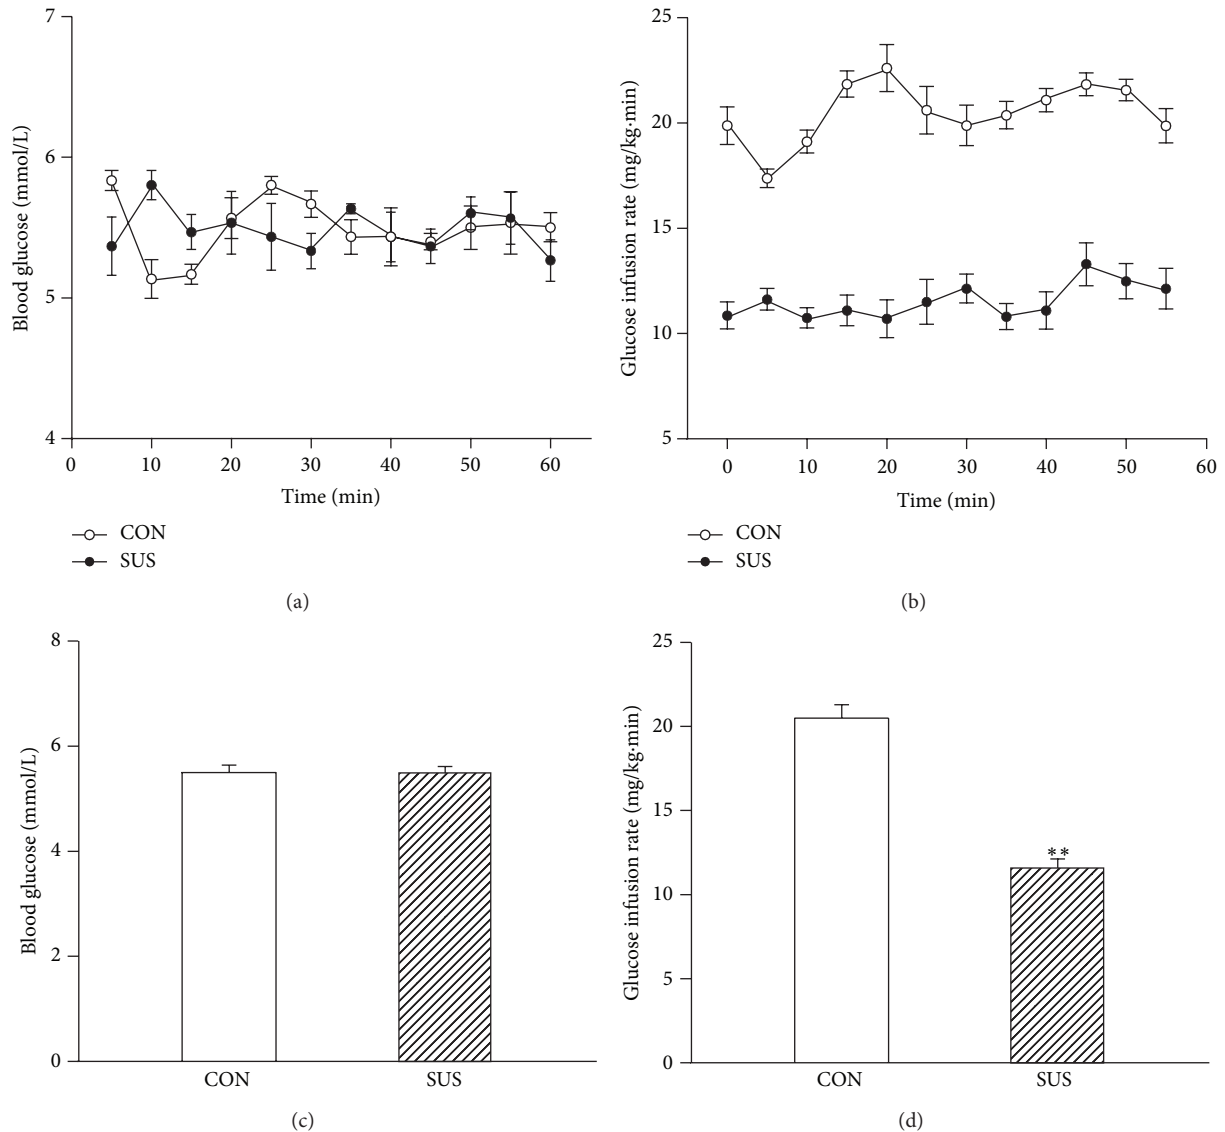 7
6
5
4
Blood glucose (mmol/L)
0 10 20 30 40 50 60
Time (min)
CON
SUS
(a)
25
20
15
10
5
Glucose infusion rate (mg/kg·min)
0 10 20 30 40 50 60
Time (min)
CON
SUS
(b)
8
6
4
2
0
Blood glucose (mmol/L)
CON SUS
(c)
25
20
15
10
5
0
Glucose infusion rate (mg/kg·min)
**
CON SUS
(d)